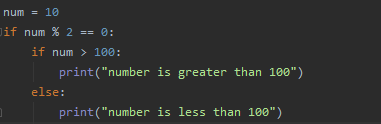 num = 10
if num % 2 == 0:
    if num > 100:
        print("number is greater than 100")
    else:
        print("number is less than 100")